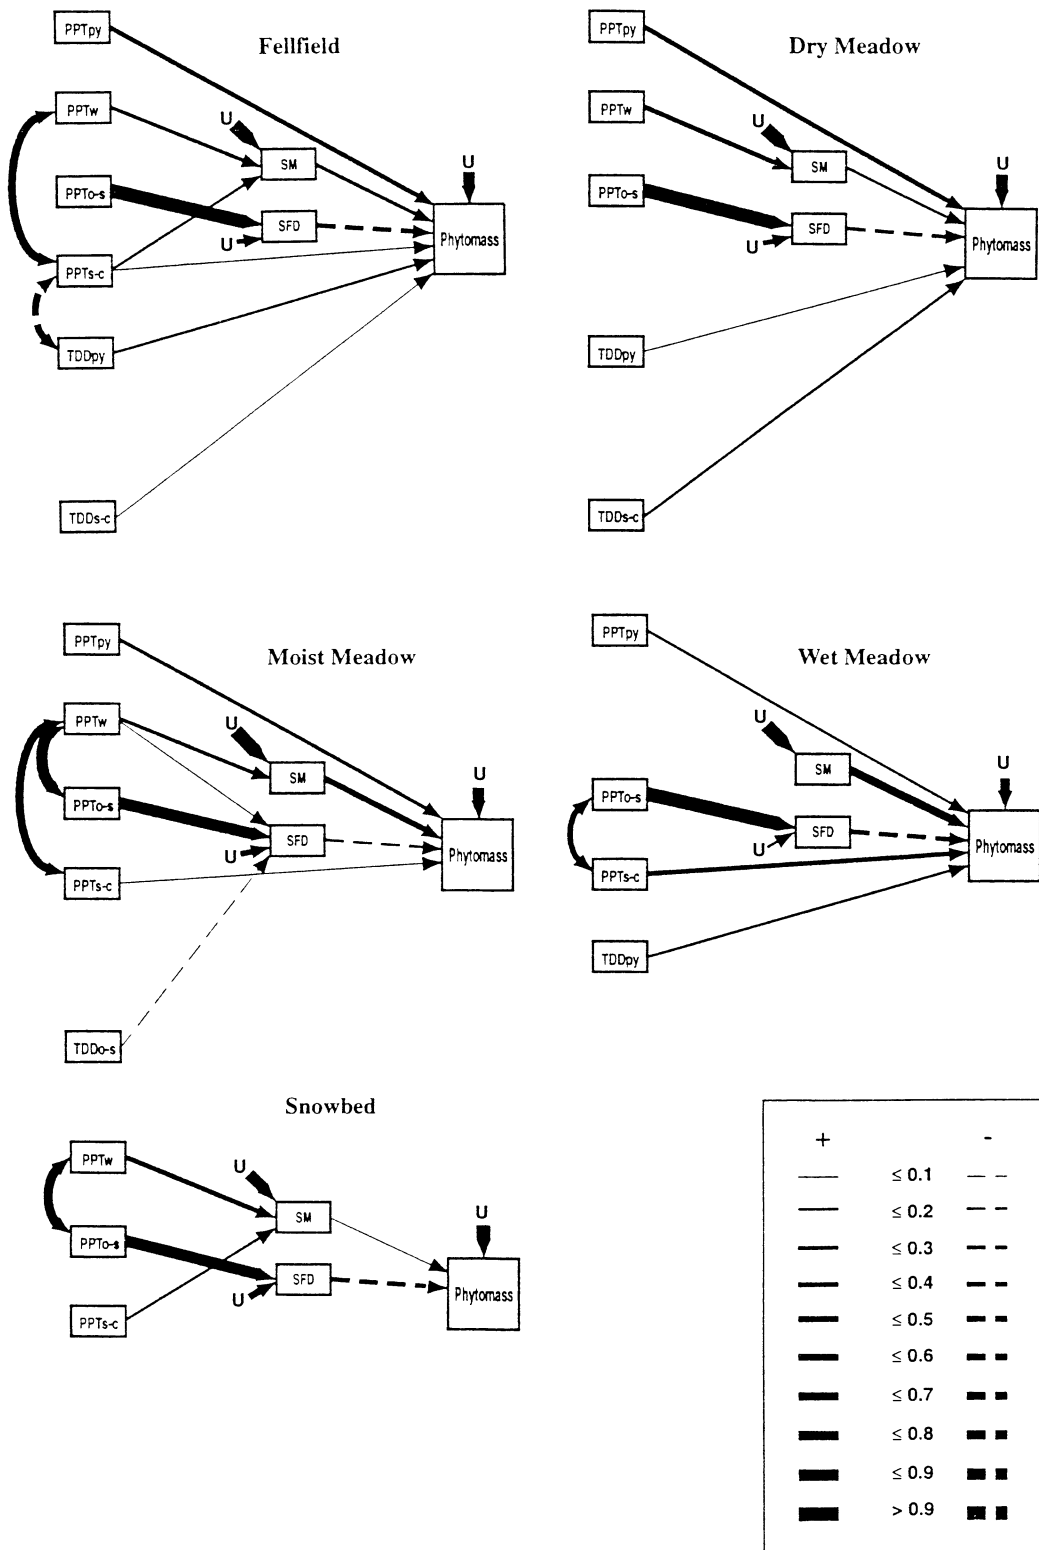 Fellfield
PPTpy
PPTw
PPTo-s
PPTs-c
TDDpy
TDDs-c
U
SM
SFD
U
U
Phytomass
Dry Meadow
PPTpy
PPTw
PPTo-s
TDDpy
TDDs-c
U
SM
SFD
U
U
Phytomass
Moist Meadow
PPTpy
PPTw
PPTo-s
PPTs-c
TDDo-s
U
SM
SFD
U
U
Phytomass
Wet Meadow
PPTpy
PPTo-s
PPTs-c
TDDpy
U
SM
SFD
U
U
Phytomass
Snowbed
PPTw
PPTo-s
PPTs-c
U
SM
SFD
U
U
Phytomass
+ -
≤ 0.1
≤ 0.2
≤ 0.3
≤ 0.4
≤ 0.5
≤ 0.6
≤ 0.7
≤ 0.8
≤ 0.9
> 0.9